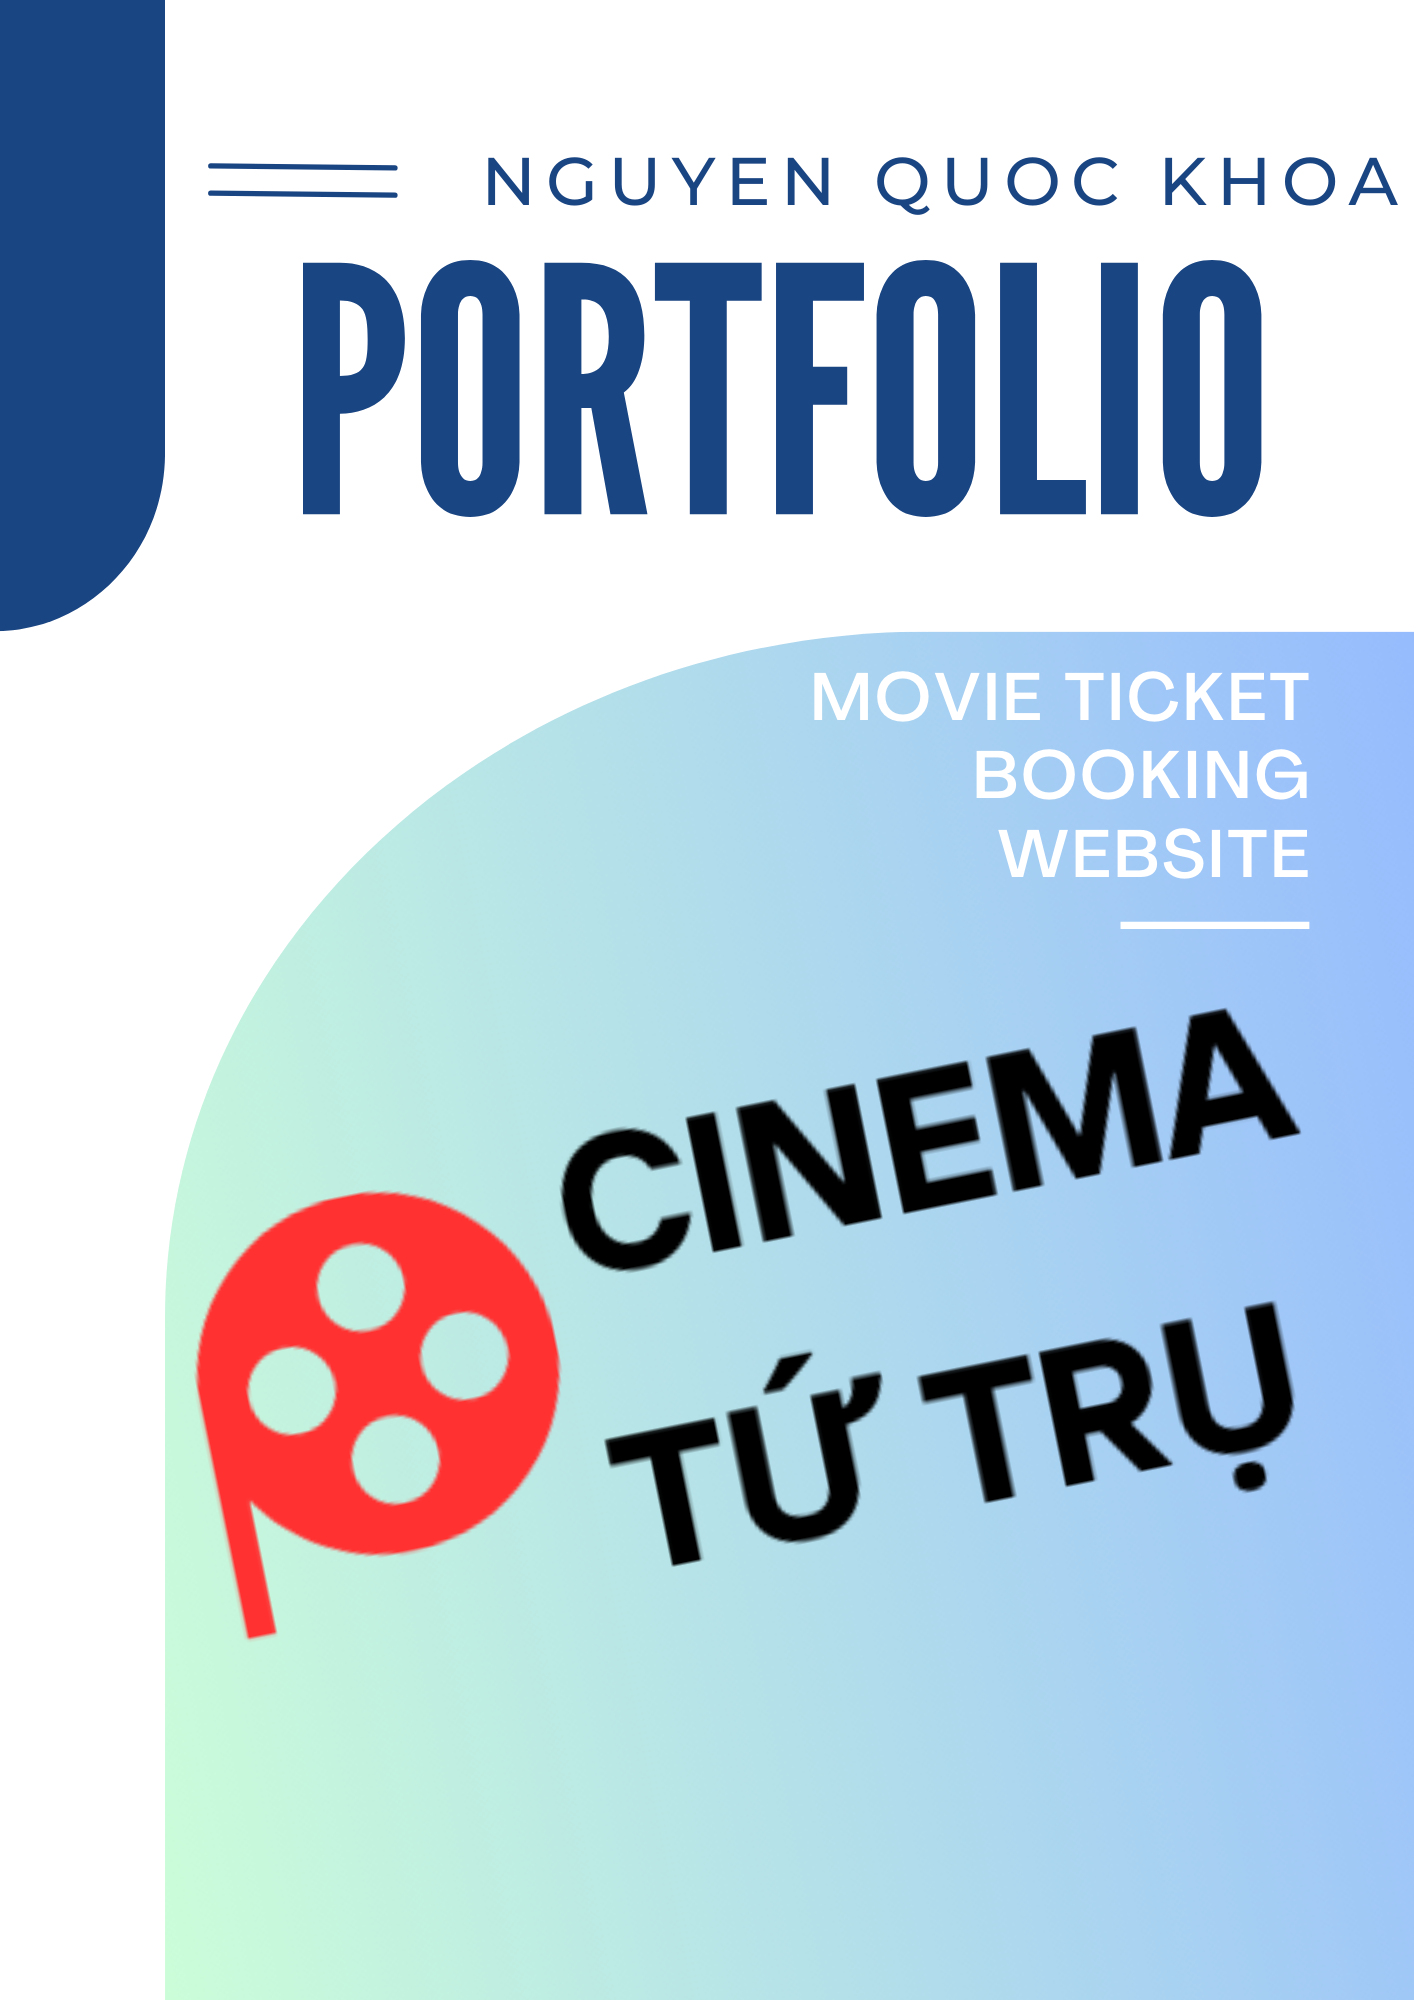 NGUYEN QUOC KHOA
PORTFOLIO
MOVIE TICKET
BOOKING
WEBSITE
CINEMA
TỨ TRỤ